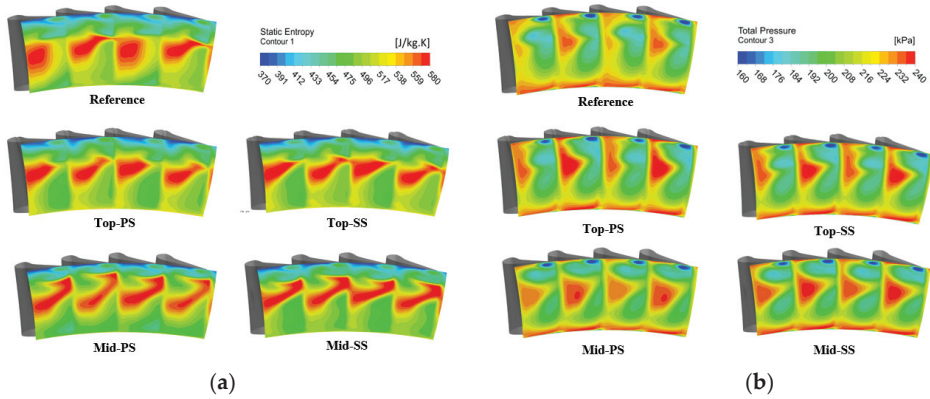 Static Entropy
Contour 1
[J/kg.K]
370
391
412
433
454
475
496
517
538
559
580
Reference
Top-PS
Top-SS
Mid-PS
Mid-SS
(a)
Total Pressure
Contour 3
[kPa]
160
168
176
184
192
200
208
216
224
232
240
Reference
Top-PS
Top-SS
Mid-PS
Mid-SS
(b)